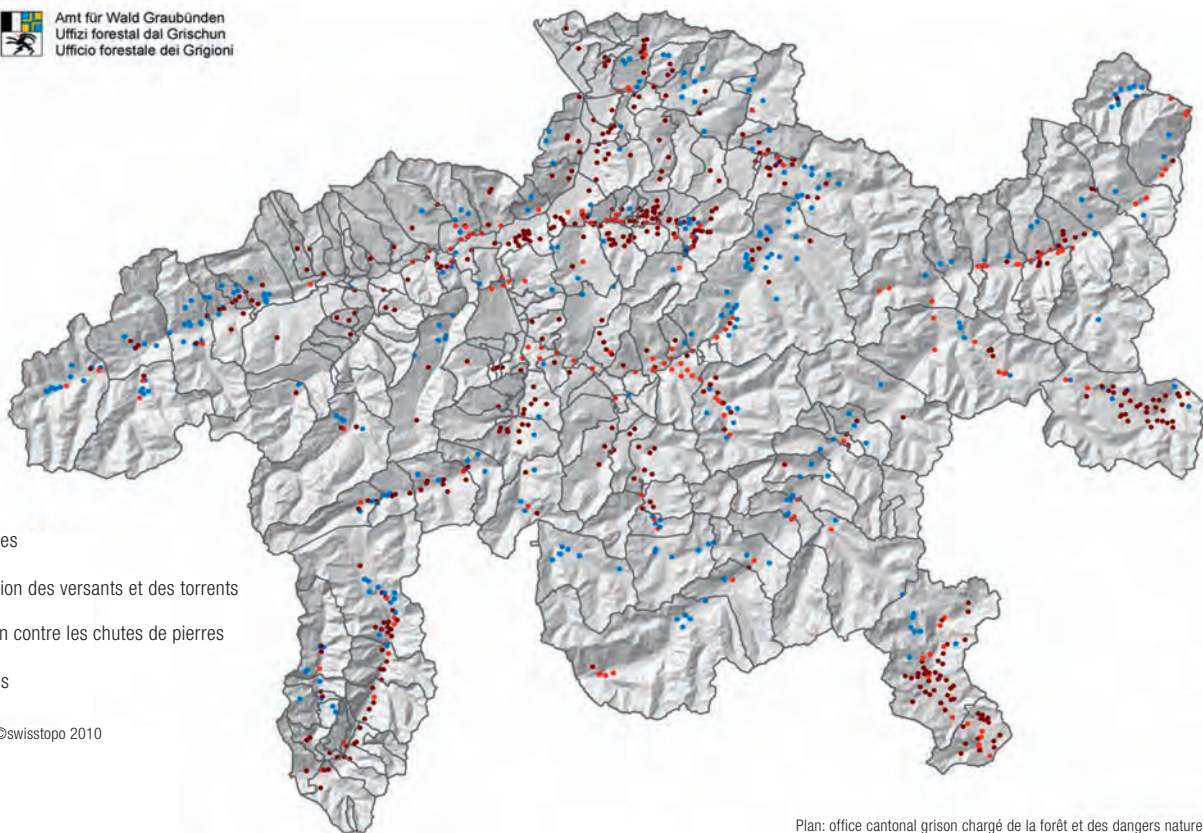 Amt für Wald Graubünden
Uffizi forestal dal Grischun
Ufficio forestale dei Grigioni
es
ion des versants et des torrents
n contre les chutes de pierres
s
©swisstopo 2010
Plan: office cantonal grison chargé de la forêt et des dangers nature